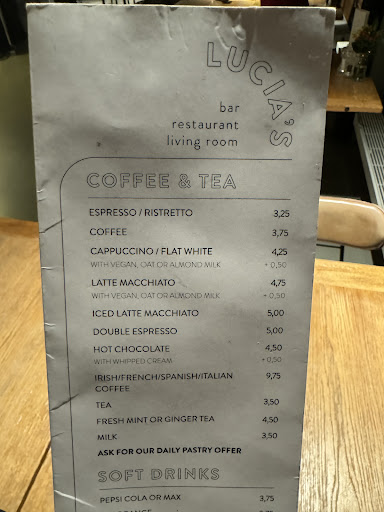 LUCIA'S
bar
restaurant
living room
COFFEE & TEA
ESPRESSO / RISTRETTO 3,25
COFFEE 3,75
CAPPUCCINO / FLAT WHITE 4,25
WITH VEGAN, OAT OR ALMOND MILK + 0,50
LATTE MACCHIATO 4,75
WITH VEGAN, OAT OR ALMOND MILK + 0,50
ICED LATTE MACCHIATO 5,00
DOUBLE ESPRESSO 5,00
HOT CHOCOLATE 4,50
WITH WHIPPED CREAM + 0,50
IRISH/FRENCH/SPANISH/ITALIAN 9,75
COFFEE
TEA 3,50
FRESH MINT OR GINGER TEA 4,50
MILK 3,50
ASK FOR OUR DAILY PASTRY OFFER
SOFT DRINKS
PEPSI COLA OR MAX 3,75